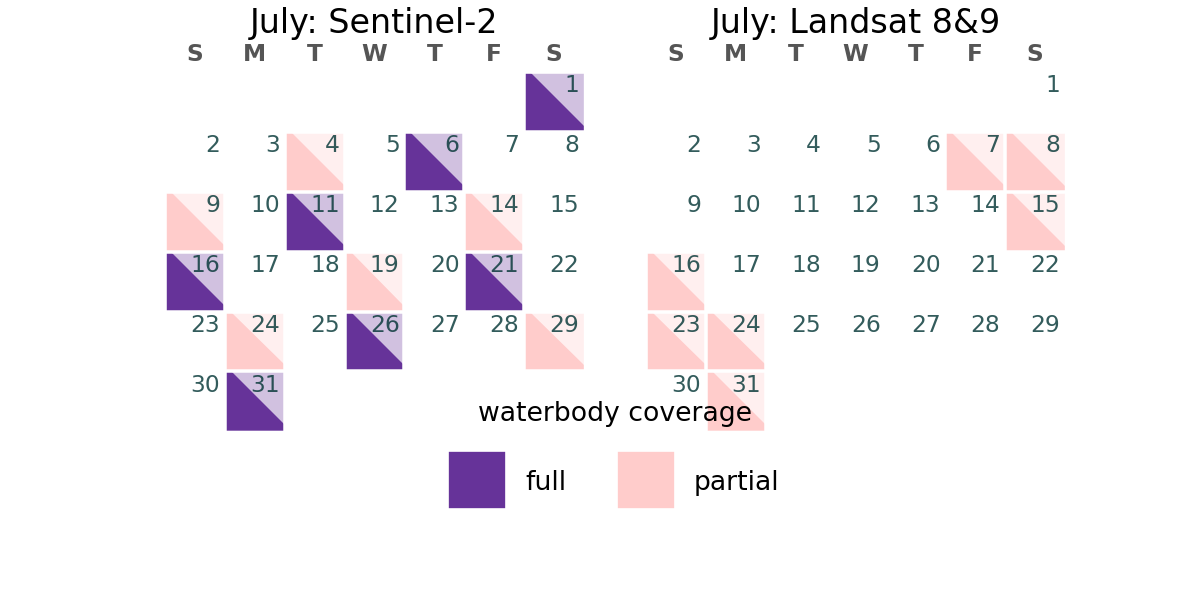 July: Sentinel-2
S M T W T F S
1
2 3 4 5 6 7 8
9 10 11 12 13 14 15
16 17 18 19 20 21 22
23 24 25 26 27 28 29
30 31
July: Landsat 8&9
S M T W T F S
1
2 3 4 5 6 7 8
9 10 11 12 13 14 15
16 17 18 19 20 21 22
23 24 25 26 27 28 29
30 31
waterbody coverage
full partial